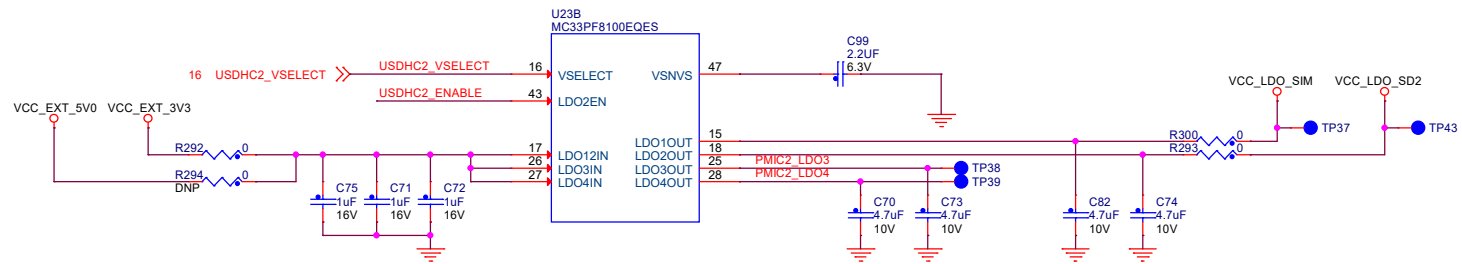 U23B
MC33PF8100EQES
C99
2.2UF
6.3V
16 USDHC2_VSELECT
USDHC2_VSELECT
16
VSELECT
VSNVS
47
VCC_LDO_SIM
VCC_LDO_SD2
USDHC2_ENABLE
43
LDO2EN
VCC_EXT_5V0
VCC_EXT_3V3
TP37
TP43
LDO1OUT
15
R300
0
R292
0
17
LDO12IN
LDO2OUT
18
R293
0
26
LDO3IN
LDO3OUT
25
PMIC2_LDO3
TP38
R294
0
DNP
27
LDO4IN
LDO4OUT
28
PMIC2_LDO4
TP39
C75
1uF
16V
C71
1uF
16V
C72
1uF
16V
C70
4.7uF
10V
C73
4.7uF
10V
C82
4.7uF
10V
C74
4.7uF
10V